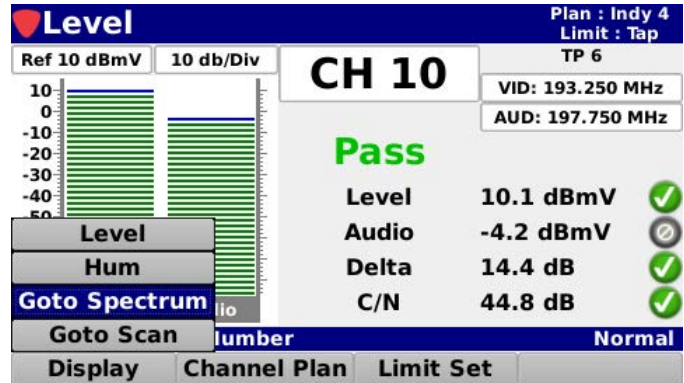 Level
Plan : Indy 4
Limit : Tap
Ref 10 dBmV
10 db/Div
CH 10
TP 6
VID: 193.250 MHz
AUD: 197.750 MHz
10
0
-10
-20
-30
-40
-50
Pass
Level 10.1 dBmV
Audio -4.2 dBmV
Delta 14.4 dB
C/N 44.8 dB
Level
Hum
Goto Spectrum
Goto Scan
Normal
Display
Channel Plan
Limit Set